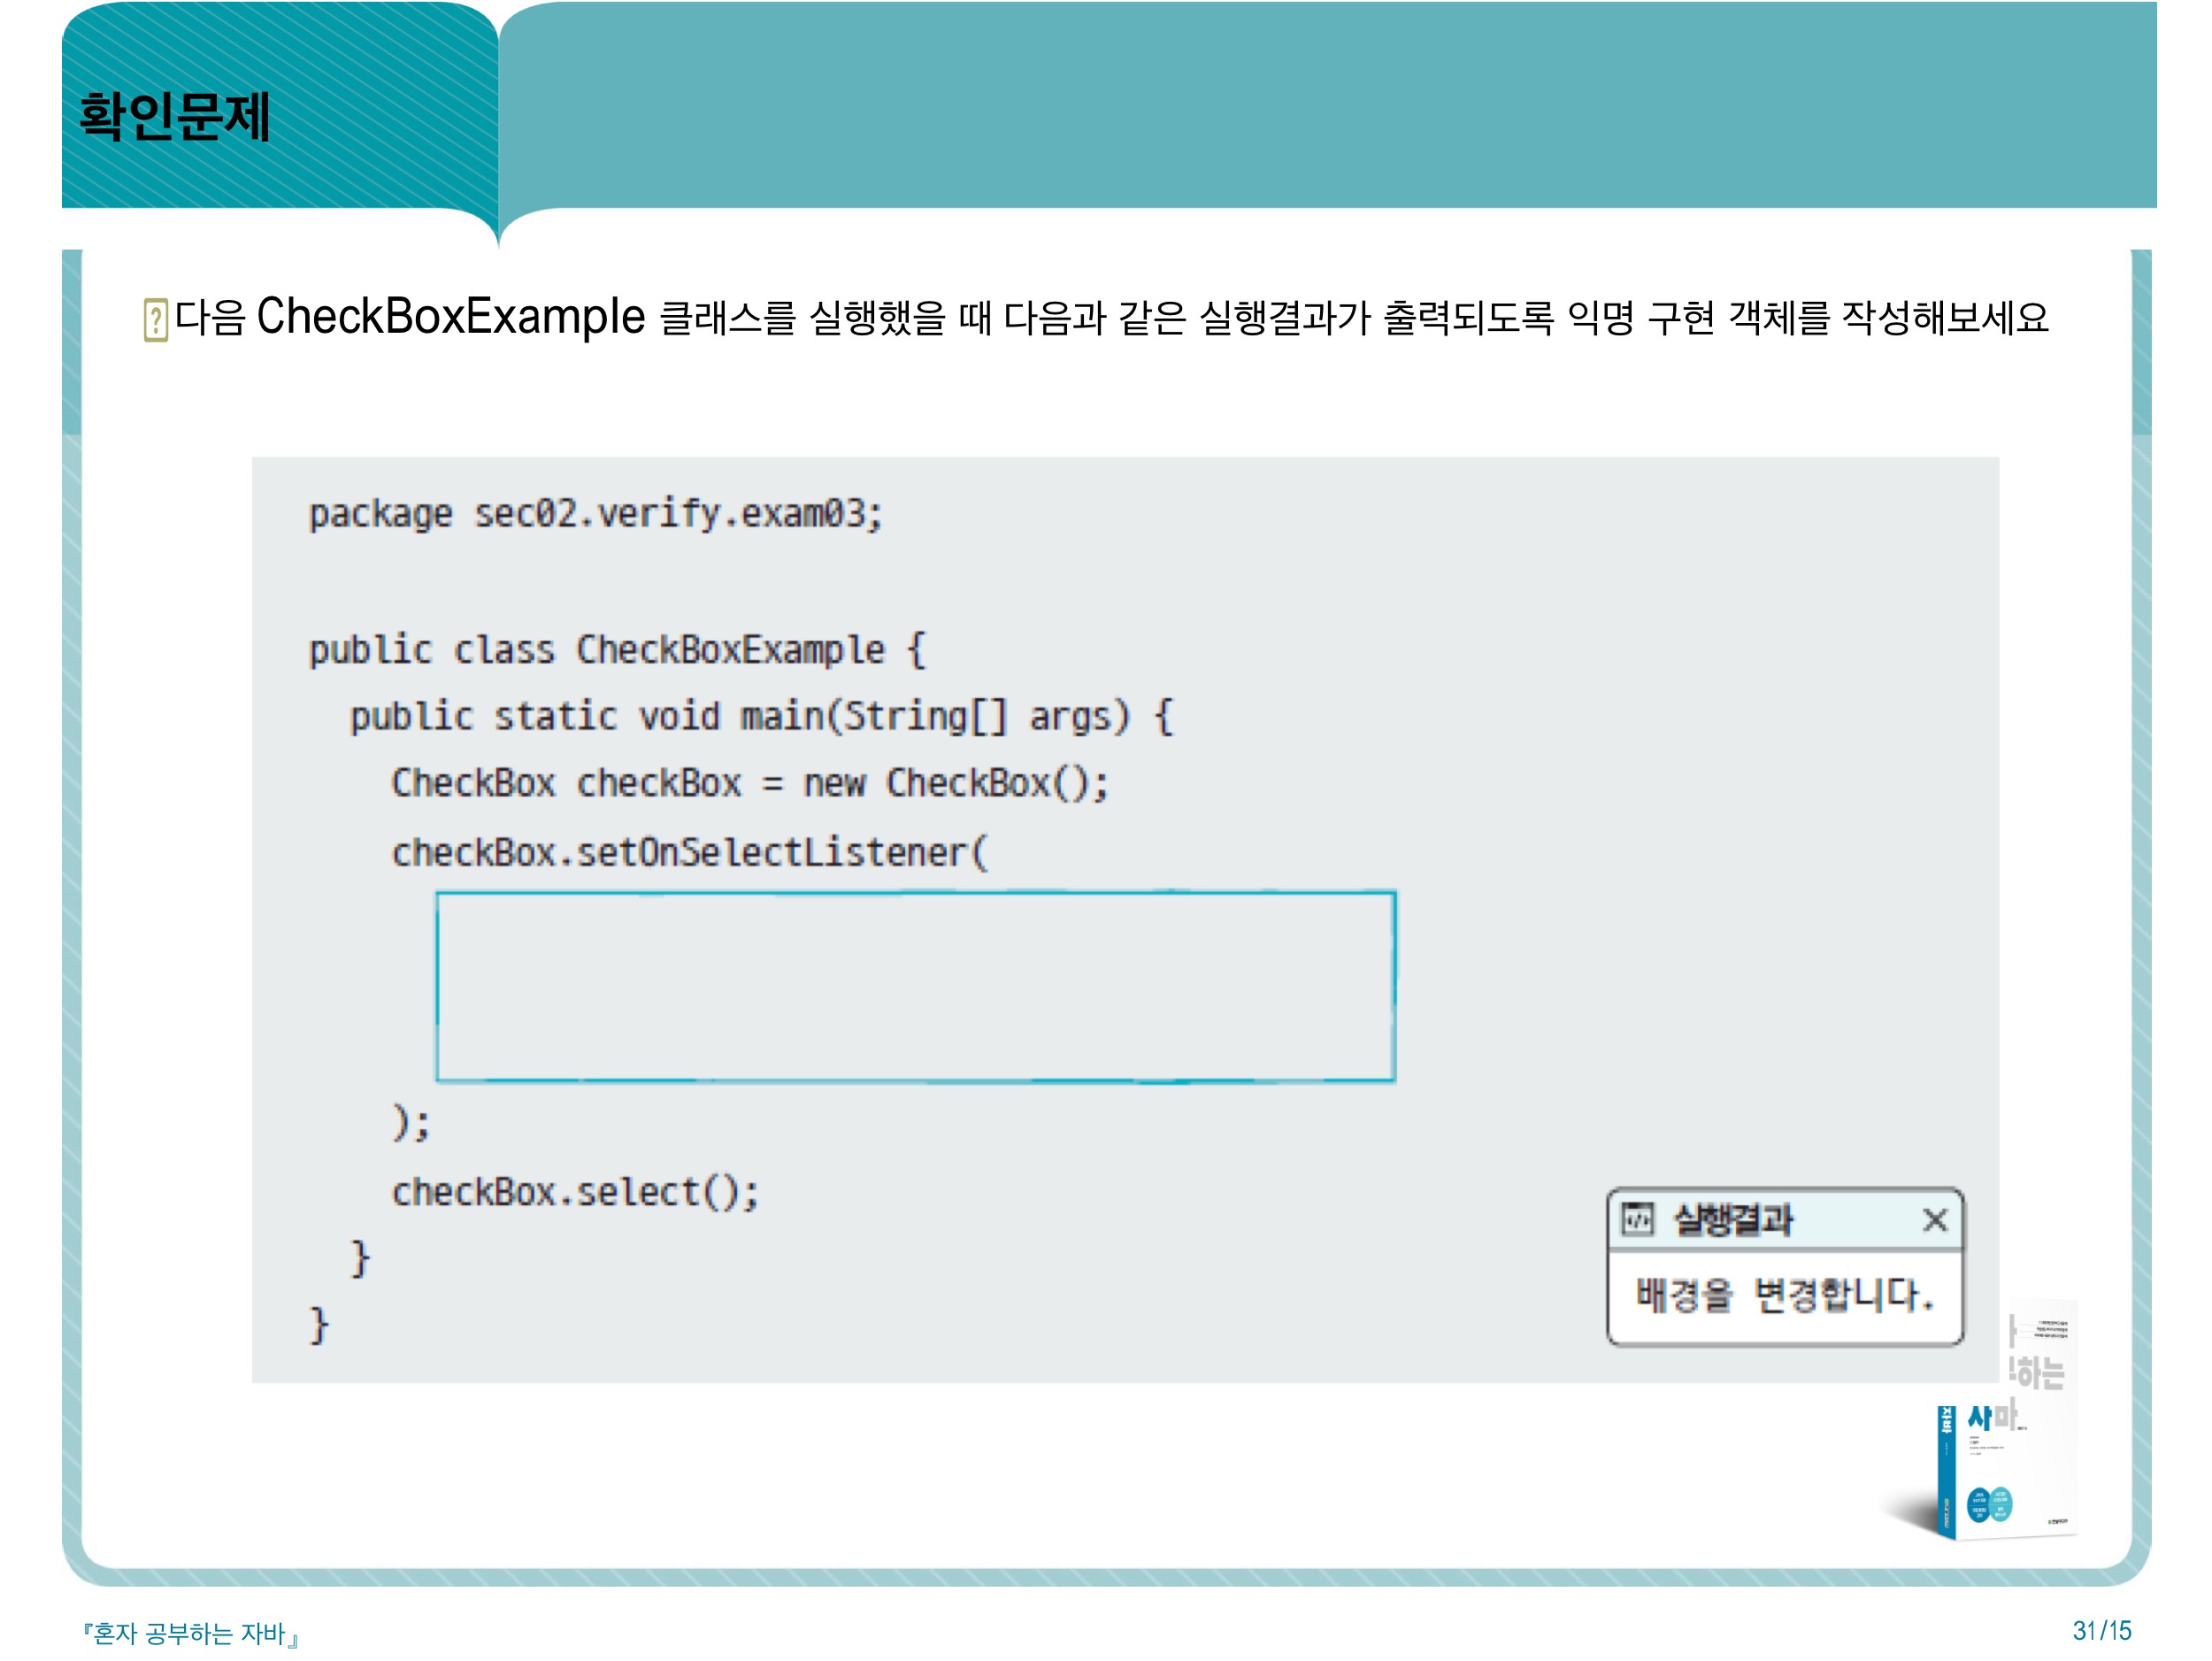 확인문제
다음 CheckBoxExample 클래스를 실행했을 때 다음과 같은 실행결과가 출력되도록 익명 구현 객체를 작성해보세요
package sec02.verify.exam03;
public class CheckBoxExample {
public static void main(String[] args) {
CheckBox checkBox = new CheckBox();
checkBox.setOnSelectListener(
);
checkBox.select();
}
}
실행결과
배경을 변경합니다.
하는
『혼자 공부하는 자바』
31/15